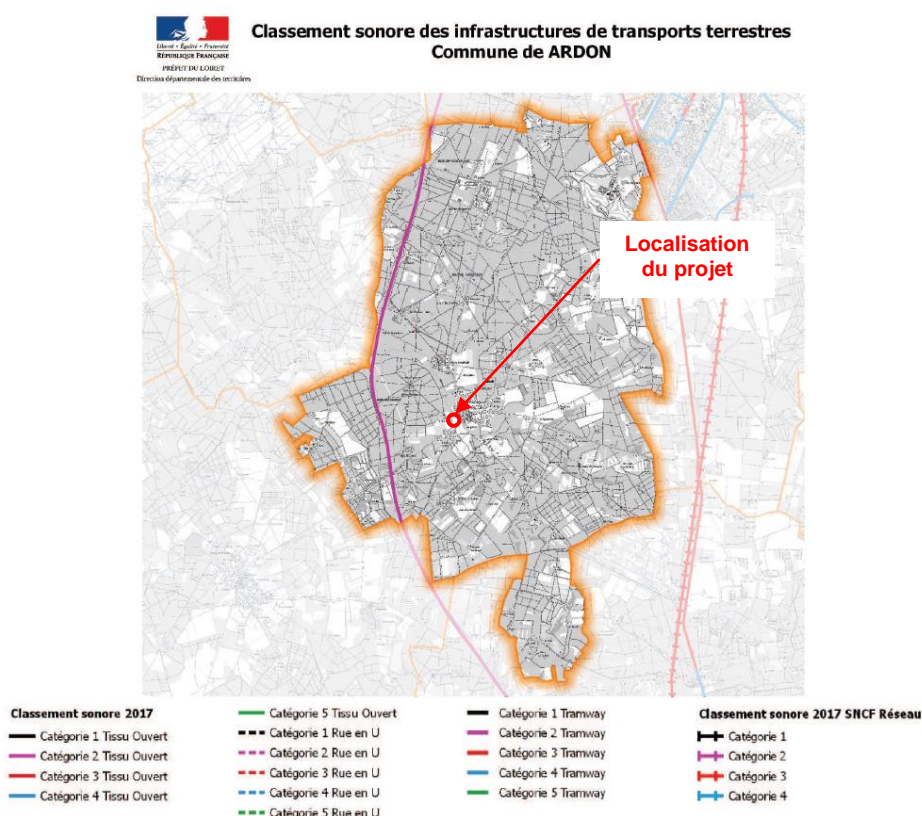 Classement sonore des infrastructures de transports terrestres
Commune de ARDON
Liberté • Égalité • Fraternité
RÉPUBLIQUE FRANÇAISE
PRÉFET DU LOIRET
Direction départementale des territoires
Localisation
du projet
Classement sonore 2017
Catégorie 1 Tissu Ouvert
Catégorie 2 Tissu Ouvert
Catégorie 3 Tissu Ouvert
Catégorie 4 Tissu Ouvert
Catégorie 5 Tissu Ouvert
Catégorie 1 Rue en U
Catégorie 2 Rue en U
Catégorie 3 Rue en U
Catégorie 4 Rue en U
Catégorie 5 Rue en U
Catégorie 1 Tramway
Catégorie 2 Tramway
Catégorie 3 Tramway
Catégorie 4 Tramway
Catégorie 5 Tramway
Classement sonore 2017 SNCF Réseau
Catégorie 1
Catégorie 2
Catégorie 3
Catégorie 4